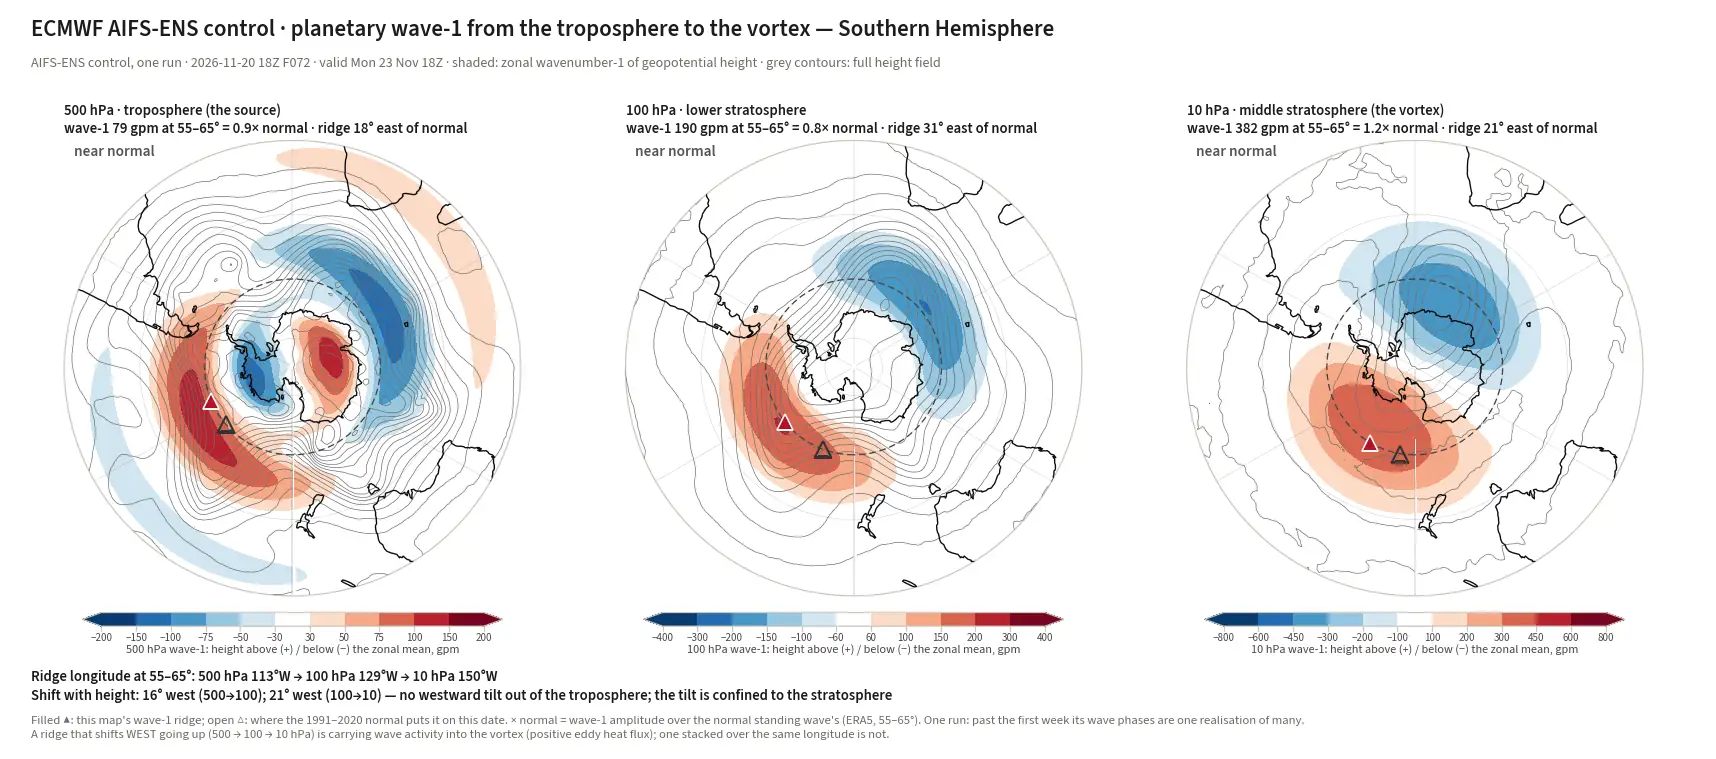 ECMWF AIFS-ENS control · planetary wave-1 from the troposphere to the vortex — Southern Hemisphere
AIFS-ENS control, one run · 2026-11-20 18Z F072 · valid Mon 23 Nov 18Z · shaded: zonal wavenumber-1 of geopotential height · grey contours: full height field
500 hPa · troposphere (the source)
wave-1 79 gpm at 55–65° = 0.9× normal · ridge 18° east of normal
near normal
100 hPa · lower stratosphere
wave-1 190 gpm at 55–65° = 0.8× normal · ridge 31° east of normal
near normal
10 hPa · middle stratosphere (the vortex)
wave-1 382 gpm at 55–65° = 1.2× normal · ridge 21° east of normal
near normal
−200 −150 −100 −75 −50 −30 30 50 75 100 150 200
500 hPa wave-1: height above (+) / below (−) the zonal mean, gpm
−400 −300 −200 −150 −100 −60 60 100 150 200 300 400
100 hPa wave-1: height above (+) / below (−) the zonal mean, gpm
−800 −600 −450 −300 −200 −100 100 200 300 450 600 800
10 hPa wave-1: height above (+) / below (−) the zonal mean, gpm
Ridge longitude at 55–65°: 500 hPa 113°W → 100 hPa 129°W → 10 hPa 150°W
Shift with height: 16° west (500→100); 21° west (100→10) — no westward tilt out of the troposphere; the tilt is confined to the stratosphere
Filled ▲: this map's wave-1 ridge; open △: where the 1991–2020 normal puts it on this date. × normal = wave-1 amplitude over the normal standing wave's (ERA5, 55–65°). One run: past the first week its wave phases are one realisation of many.
A ridge that shifts WEST going up (500 → 100 → 10 hPa) is carrying wave activity into the vortex (positive eddy heat flux); one stacked over the same longitude is not.